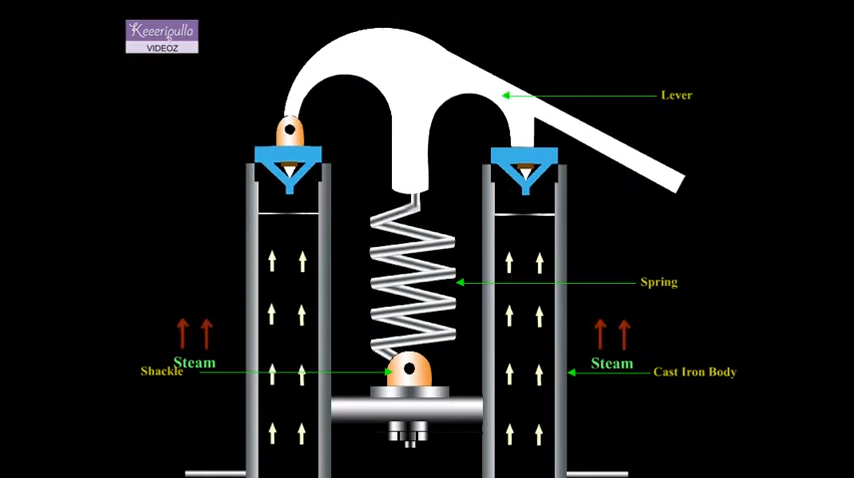 Keeeripulla
VIDEOZ
Lever
Spring
Steam
Shackle
Steam
Cast Iron Body